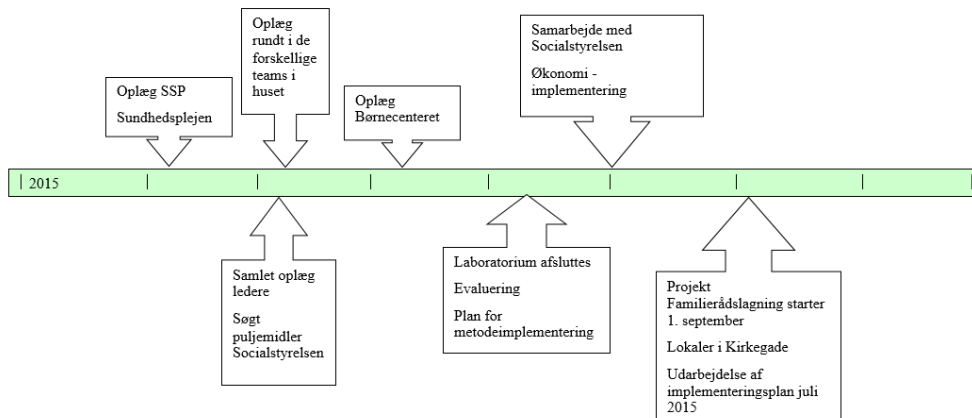 Oplæg
rundt i de
forskellige
teams i
huset
Samarbejde med
Socialstyrelsen
Økonomi -
implementering
Oplæg SSP
Sundhedsplejen
Oplæg
Børnecenteret
2015
Samlet oplæg
ledere
Søgt
puljemidler
Socialstyrelsen
Laboratorium afsluttes
Evaluering
Plan for
metodeimplementering
Projekt
Familierådslagning starter
1. september
Lokaler i Kirkegade
Udarbejdelse af
implementeringsplan juli
2015